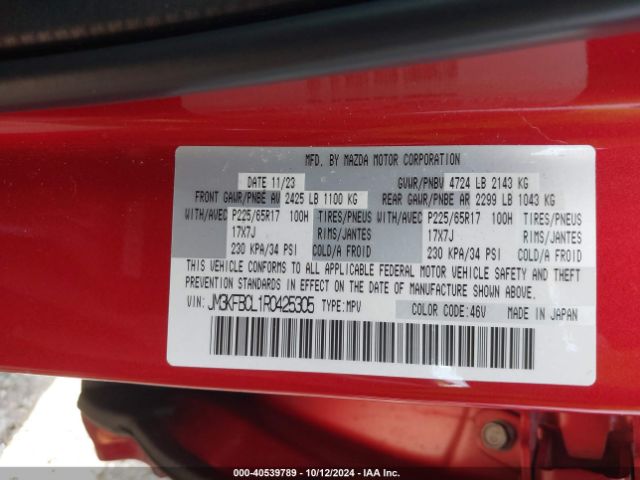 MFD. BY MAZDA MOTOR CORPORATION
DATE 11/23 GVWR/PNBV 4724 LB 2143 KG
FRONT GAWR/PNBE AV 2425 LB 1100 KG REAR GAWR/PNBE AR 2299 LB 1043 KG
WITH/AVEC P225/65R17 100H TIRES/PNEUS WITH/AVEC P225/65R17 100H TIRES/PNEUS
17X7J RIMS/JANTES 17X7J RIMS/JANTES
230 KPA/34 PSI COLD/A FROID 230 KPA/34 PSI COLD/A FROID
THIS VEHICLE CONFORMS TO ALL APPLICABLE FEDERAL MOTOR VEHICLE SAFETY AND THEFT
PREVENTION STANDARDS IN EFFECT ON THE DATE OF MANUFACTURE SHOWN ABOVE.
VIN: JM3KFBCL1R0425305 TYPE:MPV COLOR CODE:46V MADE IN JAPAN
000-40539789 - 10/12/2024 - IAA Inc.